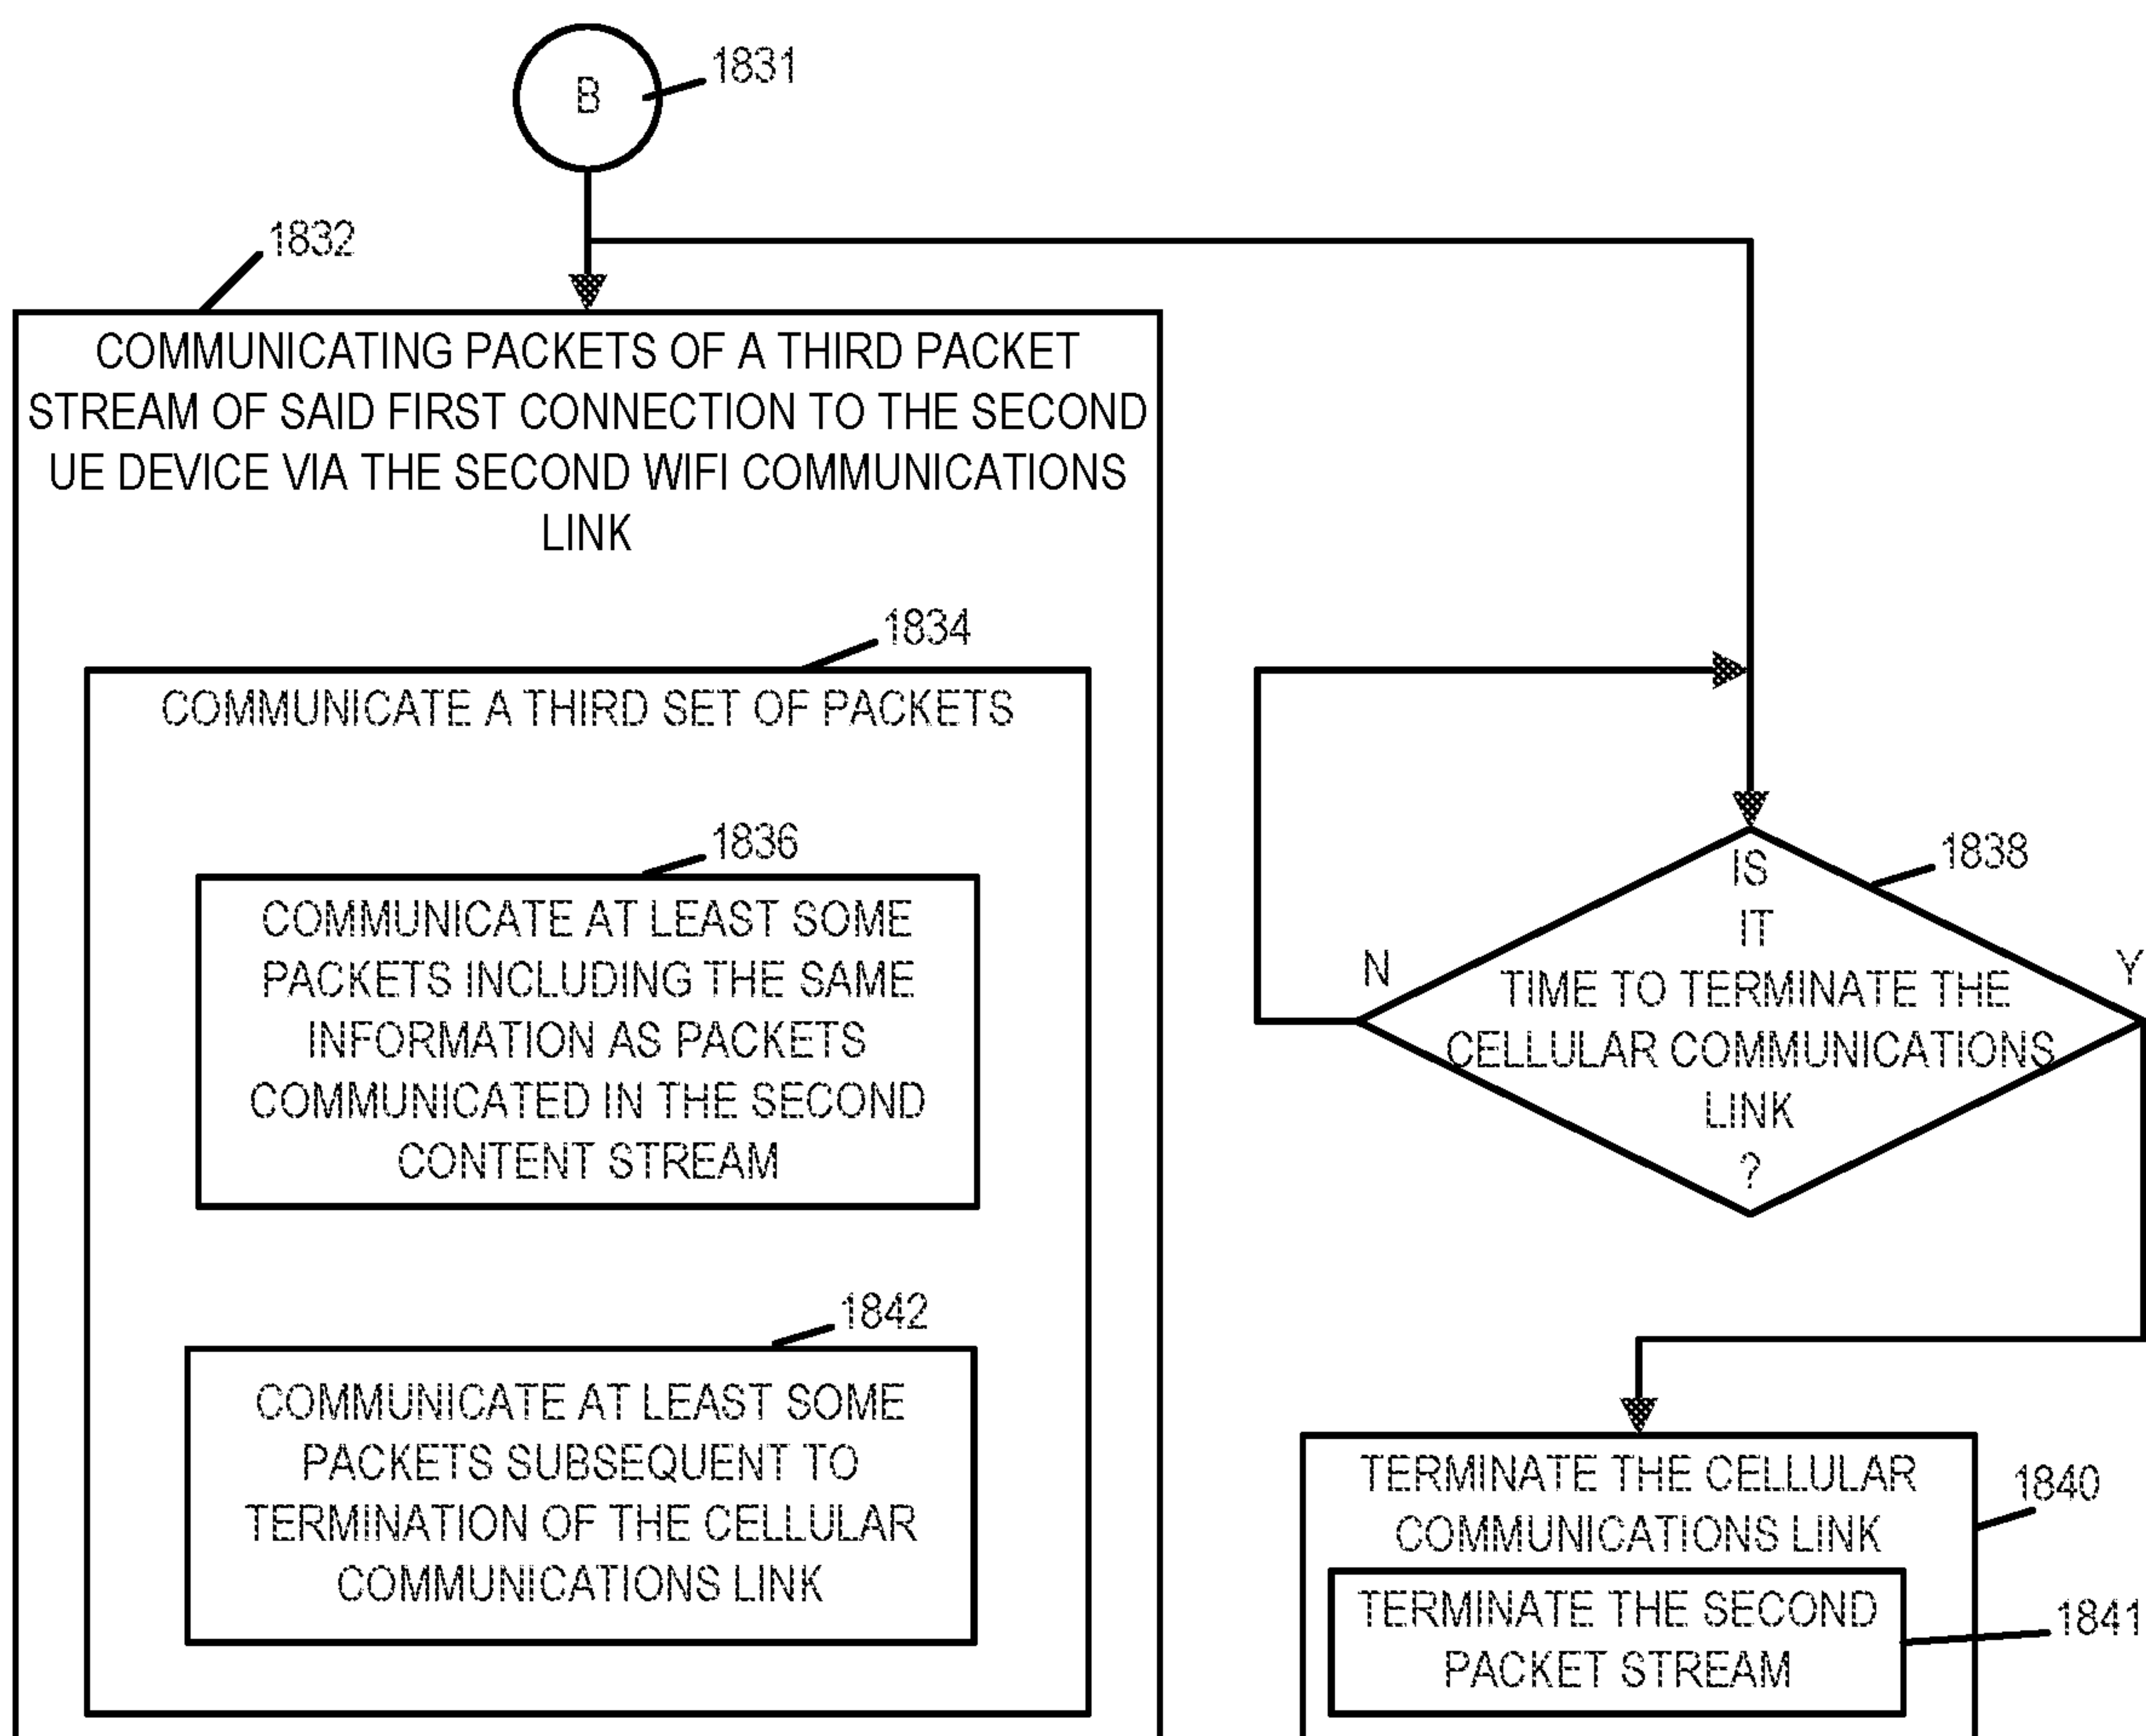 B
1831
1832
COMMUNICATING PACKETS OF A THIRD PACKET
STREAM OF SAID FIRST CONNECTION TO THE SECOND
UE DEVICE VIA THE SECOND WIFI COMMUNICATIONS
LINK
1834
COMMUNICATE A THIRD SET OF PACKETS
1836
COMMUNICATE AT LEAST SOME
PACKETS INCLUDING THE SAME
INFORMATION AS PACKETS
COMMUNICATED IN THE SECOND
CONTENT STREAM
1842
COMMUNICATE AT LEAST SOME
PACKETS SUBSEQUENT TO
TERMINATION OF THE CELLULAR
COMMUNICATIONS LINK
1838
IS
IT
TIME TO TERMINATE THE
CELLULAR COMMUNICATIONS
LINK
?
N
Y
TERMINATE THE CELLULAR
COMMUNICATIONS LINK
1840
TERMINATE THE SECOND
PACKET STREAM
1841